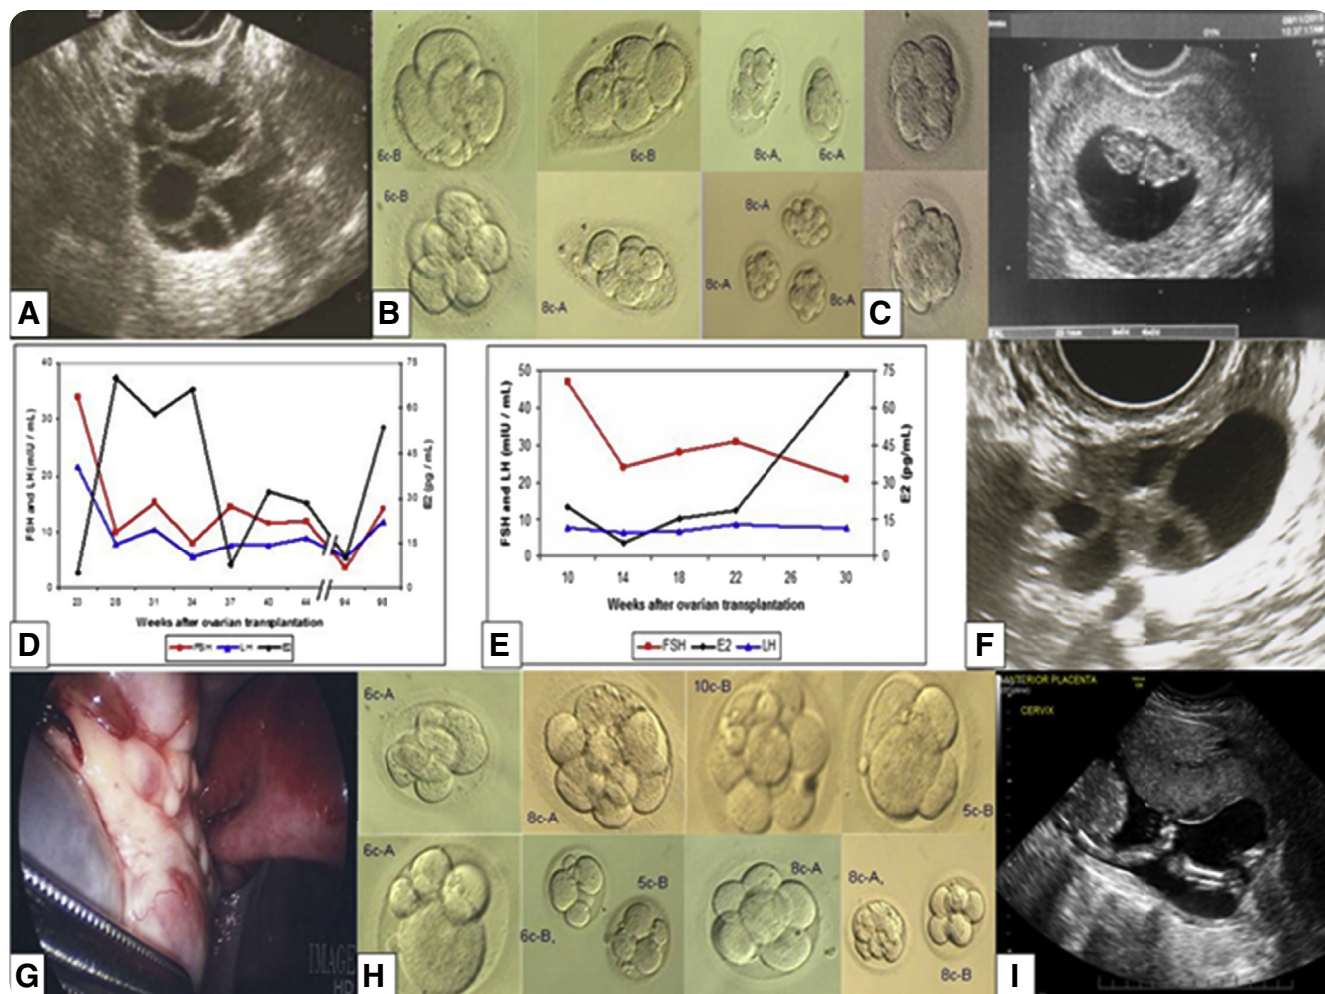 A
B
6c-B
6c-B
8c-A,
6c-A
6c-B
8c-A
8c-A
8c-A
8c-A
C
GYN
D
FSH and LH (mIU / mL)
40
30
20
10
0
75
60
45
30
15
0
E2 (pg / mL)
23
28
31
34
37
40
44
94
98
Weeks after ovarian transplantation
FSH
LH
E2
E
FSH and LH (mIU / mL)
50
40
30
20
10
0
75
60
45
30
15
0
E2 (pg/mL)
10
14
18
22
26
30
Weeks after ovarian transplantation
FSH
E2
LH
F
G
IMAGE
HD
H
6c-A
8c-A
10c-B
5c-B
6c-A
6c-B,
5c-B
8c-A
8c-A,
8c-B
I
PLACENTA
CERVIX